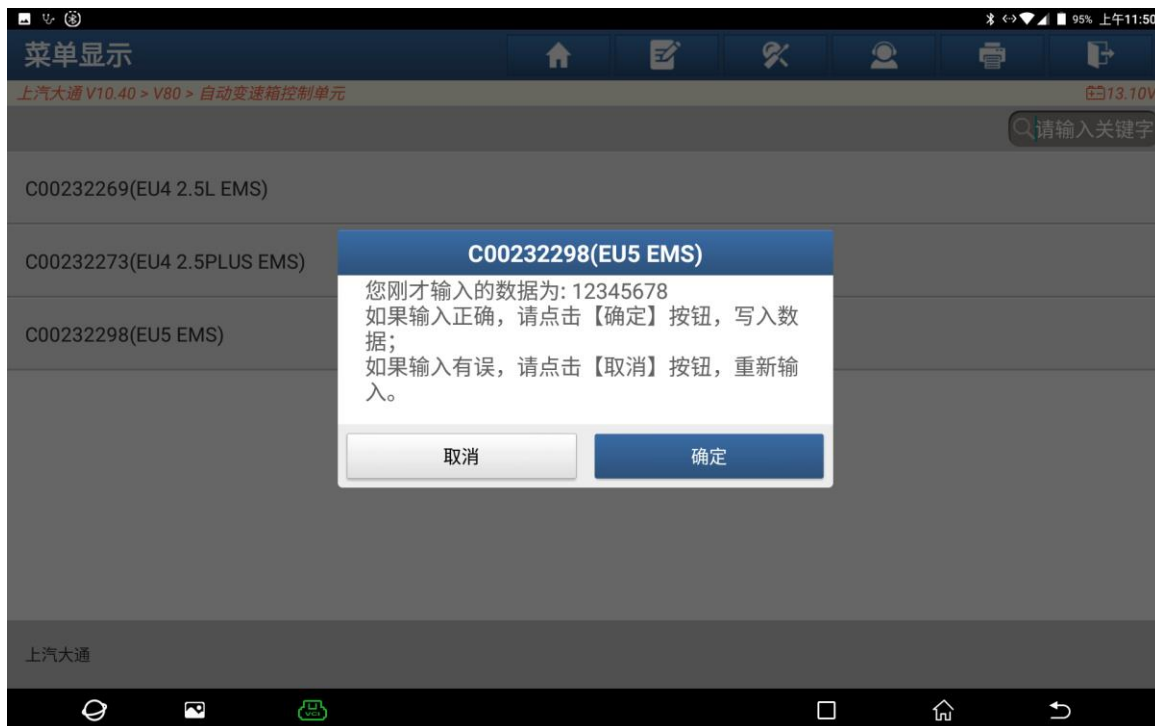 95% 上午11:50
菜单显示
上汽大通 V10.40 > V80 > 自动变速箱控制单元
13.10V
请输入关键字
C00232269(EU4 2.5L EMS)
C00232273(EU4 2.5PLUS EMS)
C00232298(EU5 EMS)
C00232298(EU5 EMS)
您刚才输入的数据为: 12345678
如果输入正确，请点击【确定】按钮，写入数
据；
如果输入有误，请点击【取消】按钮，重新输
入。
取消
确定
上汽大通
VCI